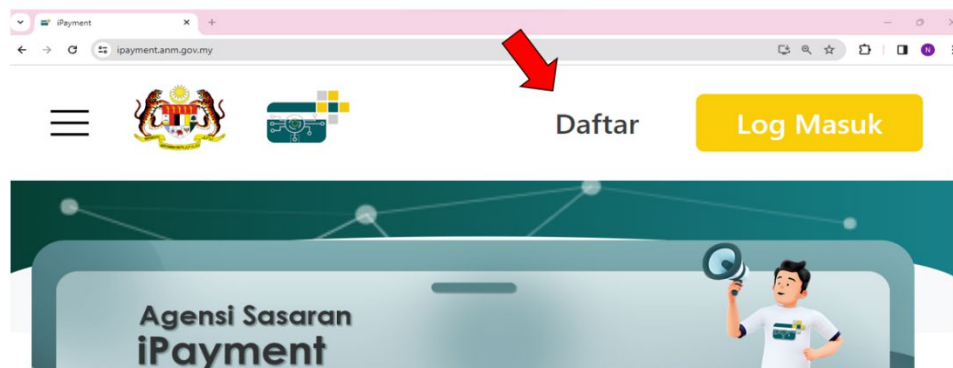 iPayment
ipayment.anm.gov.my
N
Daftar
Log Masuk
Agensi Sasaran
iPayment